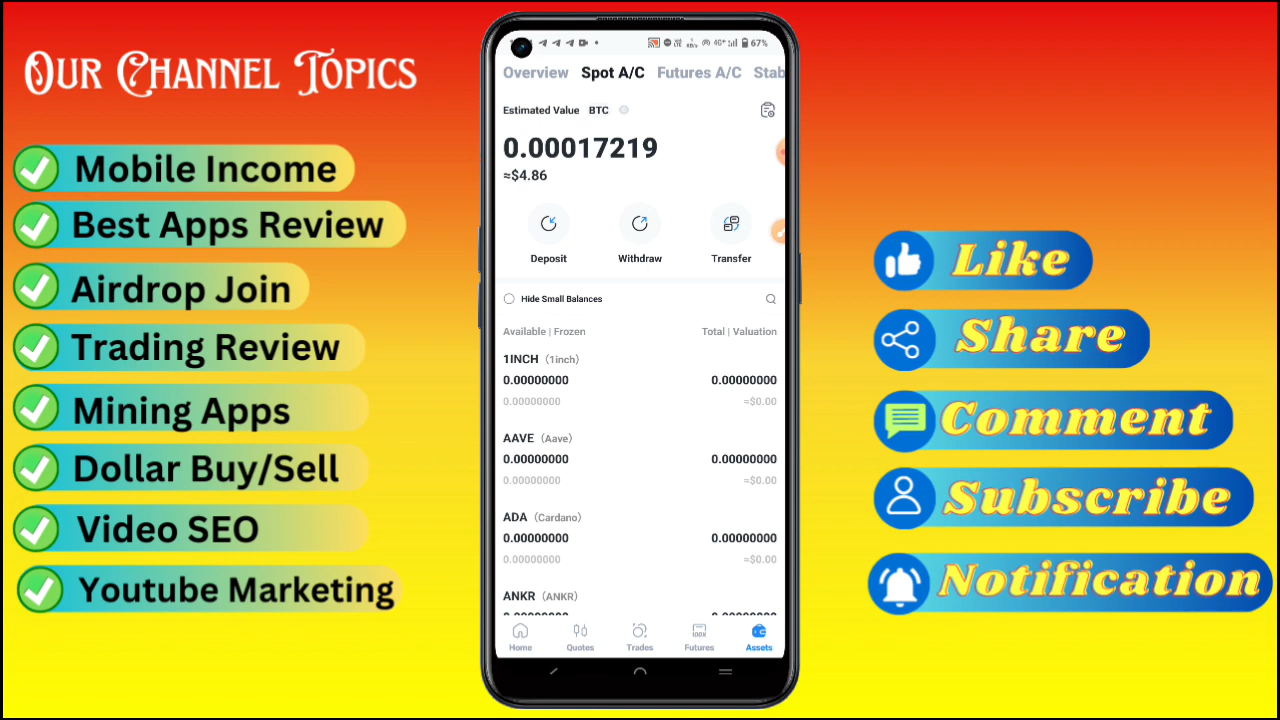 Our Channel Topics
Mobile Income
Best Apps Review
Airdrop Join
Trading Review
Mining Apps
Dollar Buy/Sell
Video SEO
Youtube Marketing
4G+ 67%
Overview Spot A/C Futures A/C Stab
Estimated Value BTC
0.00017219
≈$4.86
Deposit Withdraw Transfer
Hide Small Balances
Available | Frozen Total | Valuation
1INCH (1inch)
0.00000000 0.00000000
0.00000000 ≈$0.00
AAVE (Aave)
0.00000000 0.00000000
0.00000000 ≈$0.00
ADA (Cardano)
0.00000000 0.00000000
0.00000000 ≈$0.00
ANKR (ANKR)
100X
Home Quotes Trades Futures Assets
Like
Share
Comment
Subscribe
Notification